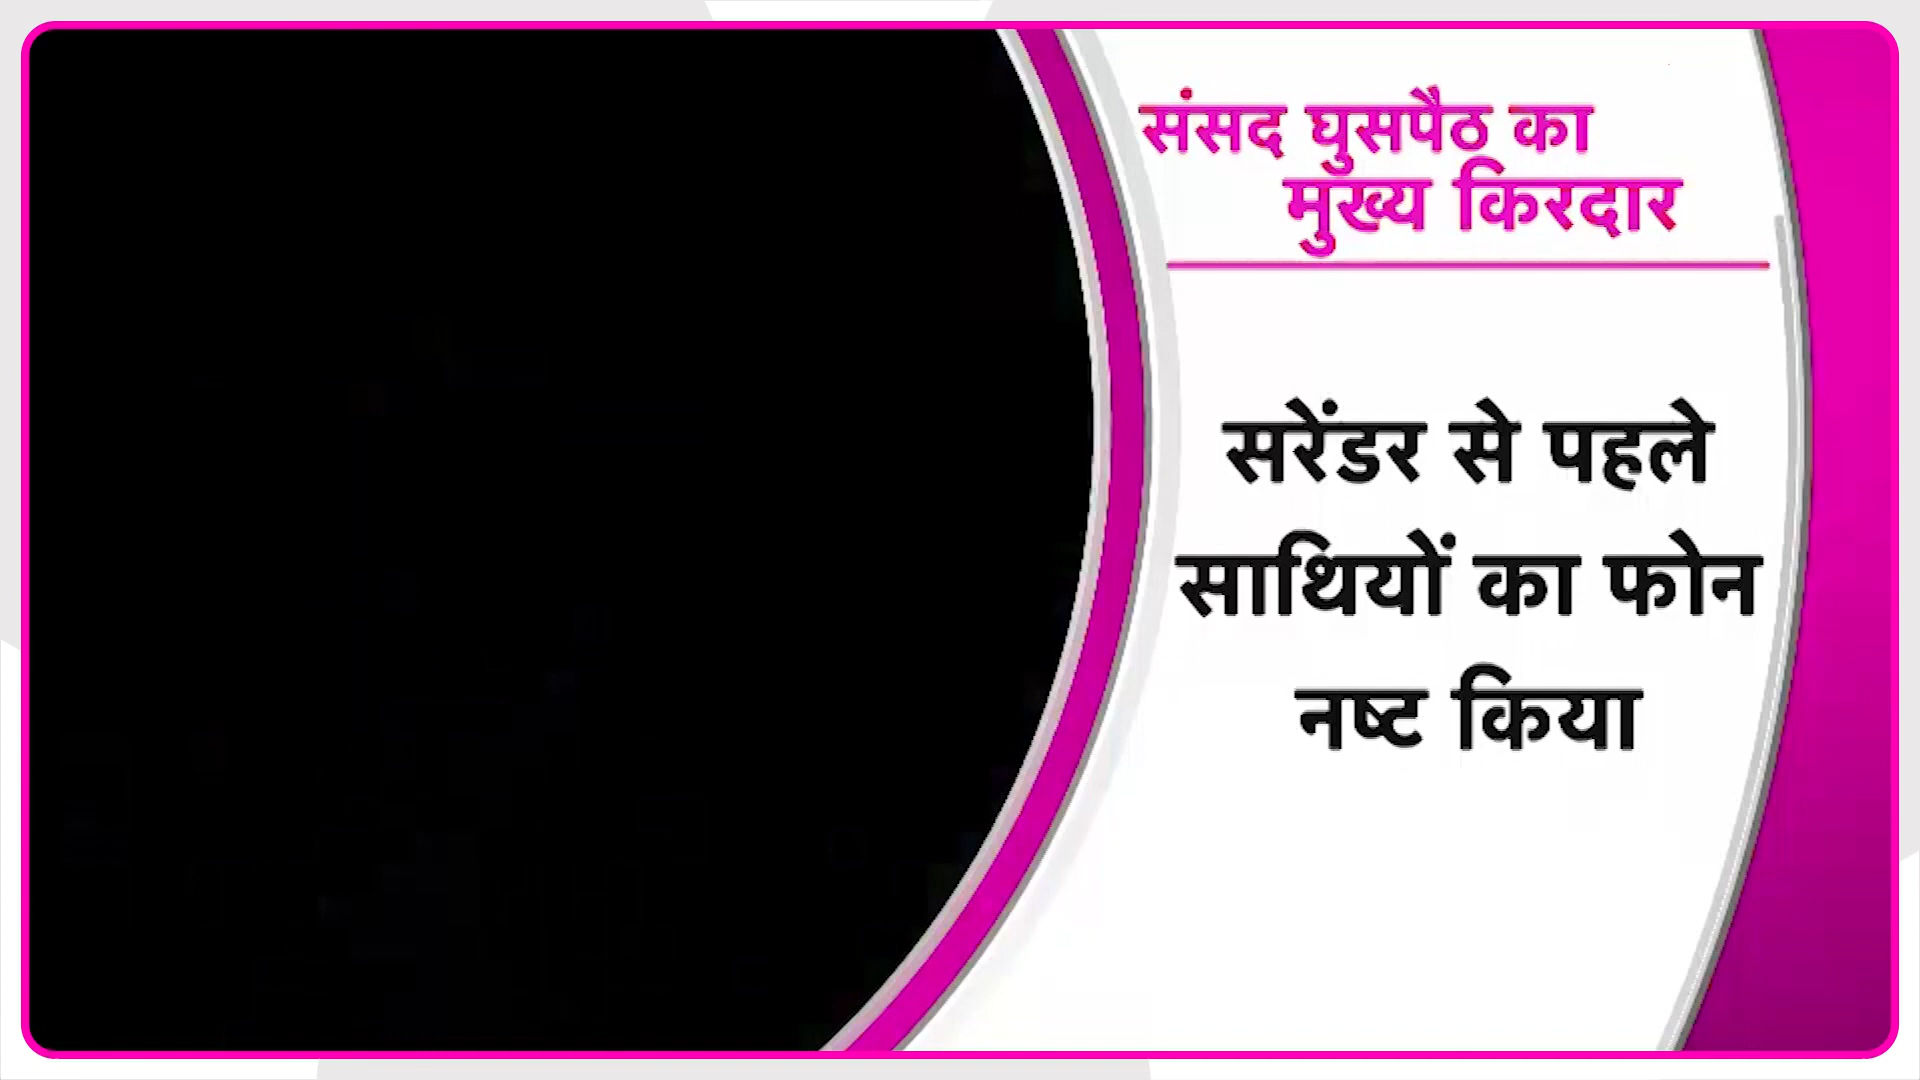 संसद घुसपैठ का
मुख्य किरदार
सरेंडर से पहले
साथियों का फोन
नष्ट किया